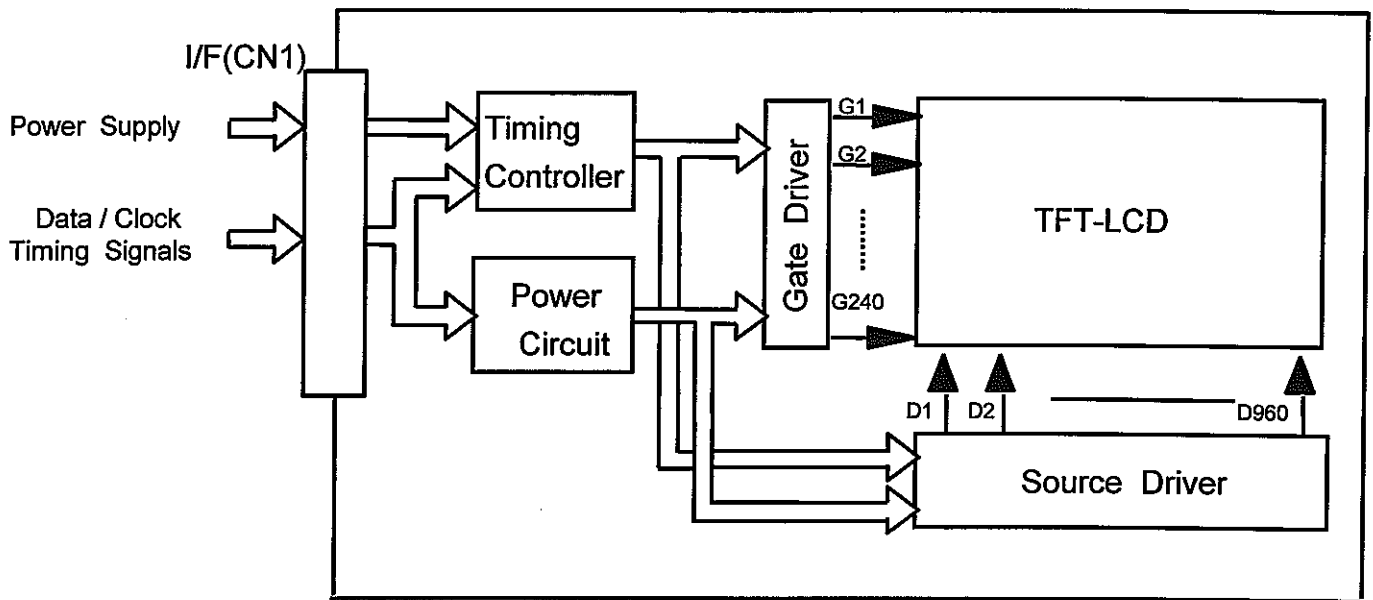 I/F(CN1)
Power Supply
Data / Clock
Timing Signals
Timing
Controller
Power
Circuit
Gate Driver
G1
G2
G240
TFT-LCD
D1
D2
D960
Source Driver